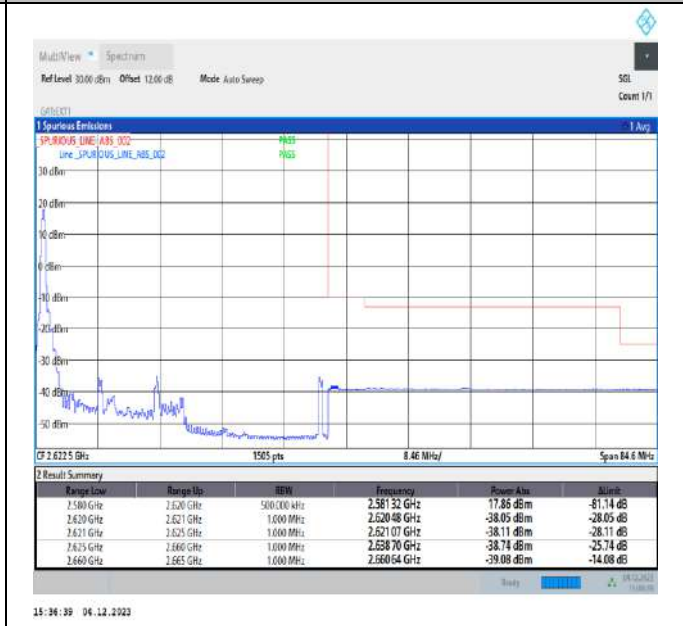 MultiView Spectrum
Ref Level 30.00 dBm Offset 12.00 dB Mode Auto Sweep SGL
Count 1/1
1 Spurious Emissions 1 Avg
_SPURIOUS_LINE_ABS_002 PASS
Line _SPURIOUS_LINE_ABS_002 PASS
30 dBm
20 dBm
10 dBm
0 dBm
-10 dBm
-20 dBm
-30 dBm
-40 dBm
-50 dBm
CF 2.6225 GHz 1505 pts 8.46 MHz/ Span 84.6 MHz
2 Result Summary
Range Low Range Up RBW Frequency Power Abs ΔLimit
2.580 GHz 2.620 GHz 500.000 kHz 2.58132 GHz 17.86 dBm -81.14 dB
2.620 GHz 2.621 GHz 1.000 MHz 2.62048 GHz -38.05 dBm -28.05 dB
2.621 GHz 2.625 GHz 1.000 MHz 2.62107 GHz -38.11 dBm -28.11 dB
2.625 GHz 2.660 GHz 1.000 MHz 2.63870 GHz -38.74 dBm -25.74 dB
2.660 GHz 2.665 GHz 1.000 MHz 2.66064 GHz -39.08 dBm -14.08 dB
Ready 04.12.2023
15:36:39 04.12.2023